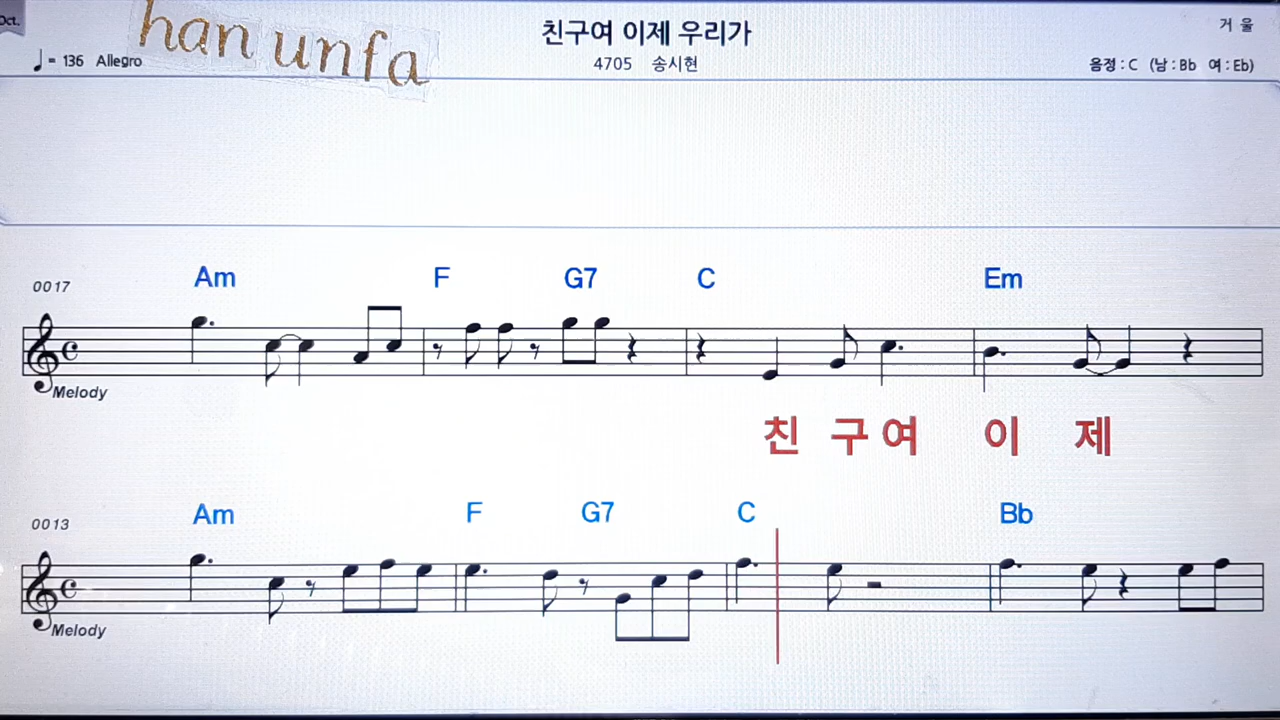 Oct.
han unfa
친구여 이제 우리가
거 울
♩= 136 Allegro
4705 송시현
음정 : C (남 : Bb 여 : Eb)
0017 Am F G7 C Em
Melody
친 구 여 이 제
0013 Am F G7 C Bb
Melody